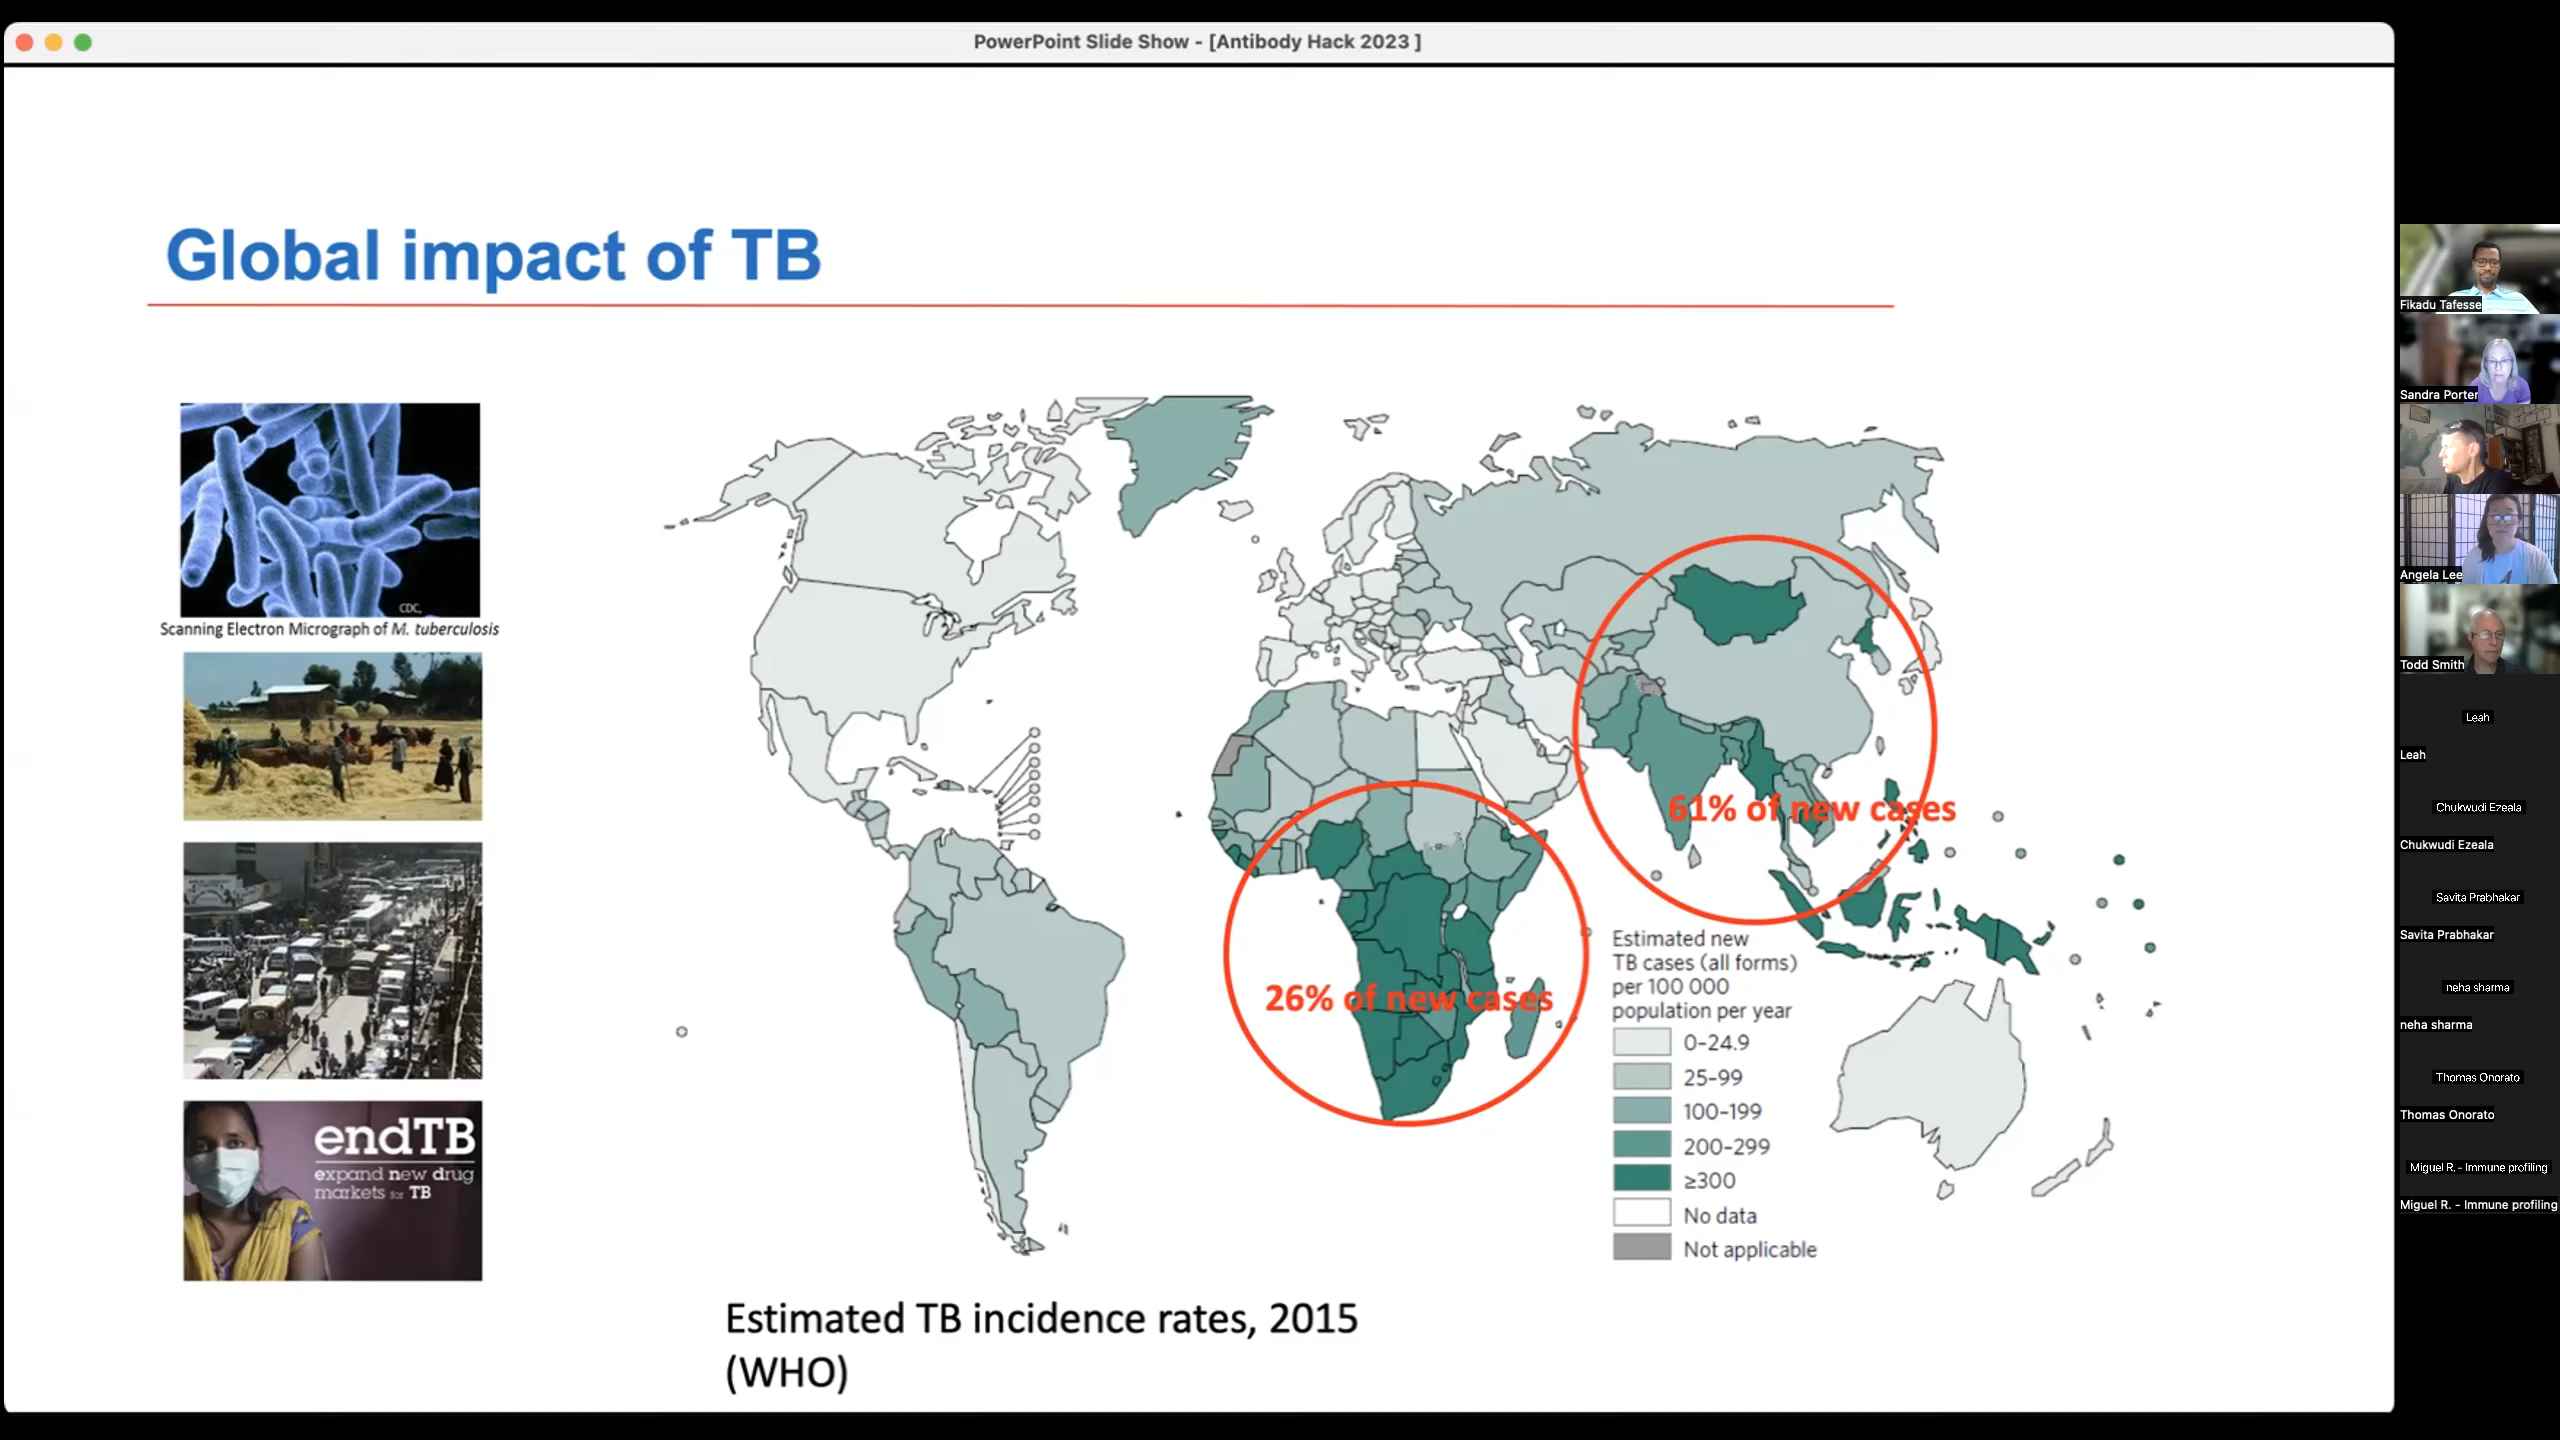 PowerPoint Slide Show - [Antibody Hack 2023 ]
Global impact of TB
CDC,
Scanning Electron Micrograph of M. tuberculosis
endTB
expand new drug
markets for TB
61% of new cases
26% of new cases
Estimated new
TB cases (all forms)
per 100 000
population per year
0–24.9
25–99
100–199
200–299
≥300
No data
Not applicable
Estimated TB incidence rates, 2015
(WHO)
Fikadu Tafesse
Sandra Porter
Angela Lee
Todd Smith
Leah
Leah
Chukwudi Ezeala
Chukwudi Ezeala
Savita Prabhakar
Savita Prabhakar
neha sharma
neha sharma
Thomas Onorato
Thomas Onorato
Miguel R. - Immune profiling
Miguel R. - Immune profiling